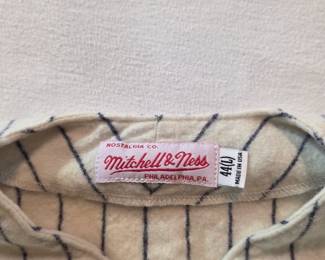 NOSTALGIA CO.
Mitchell & Ness
PHILADELPHIA, PA.
44(L)
MADE IN USA